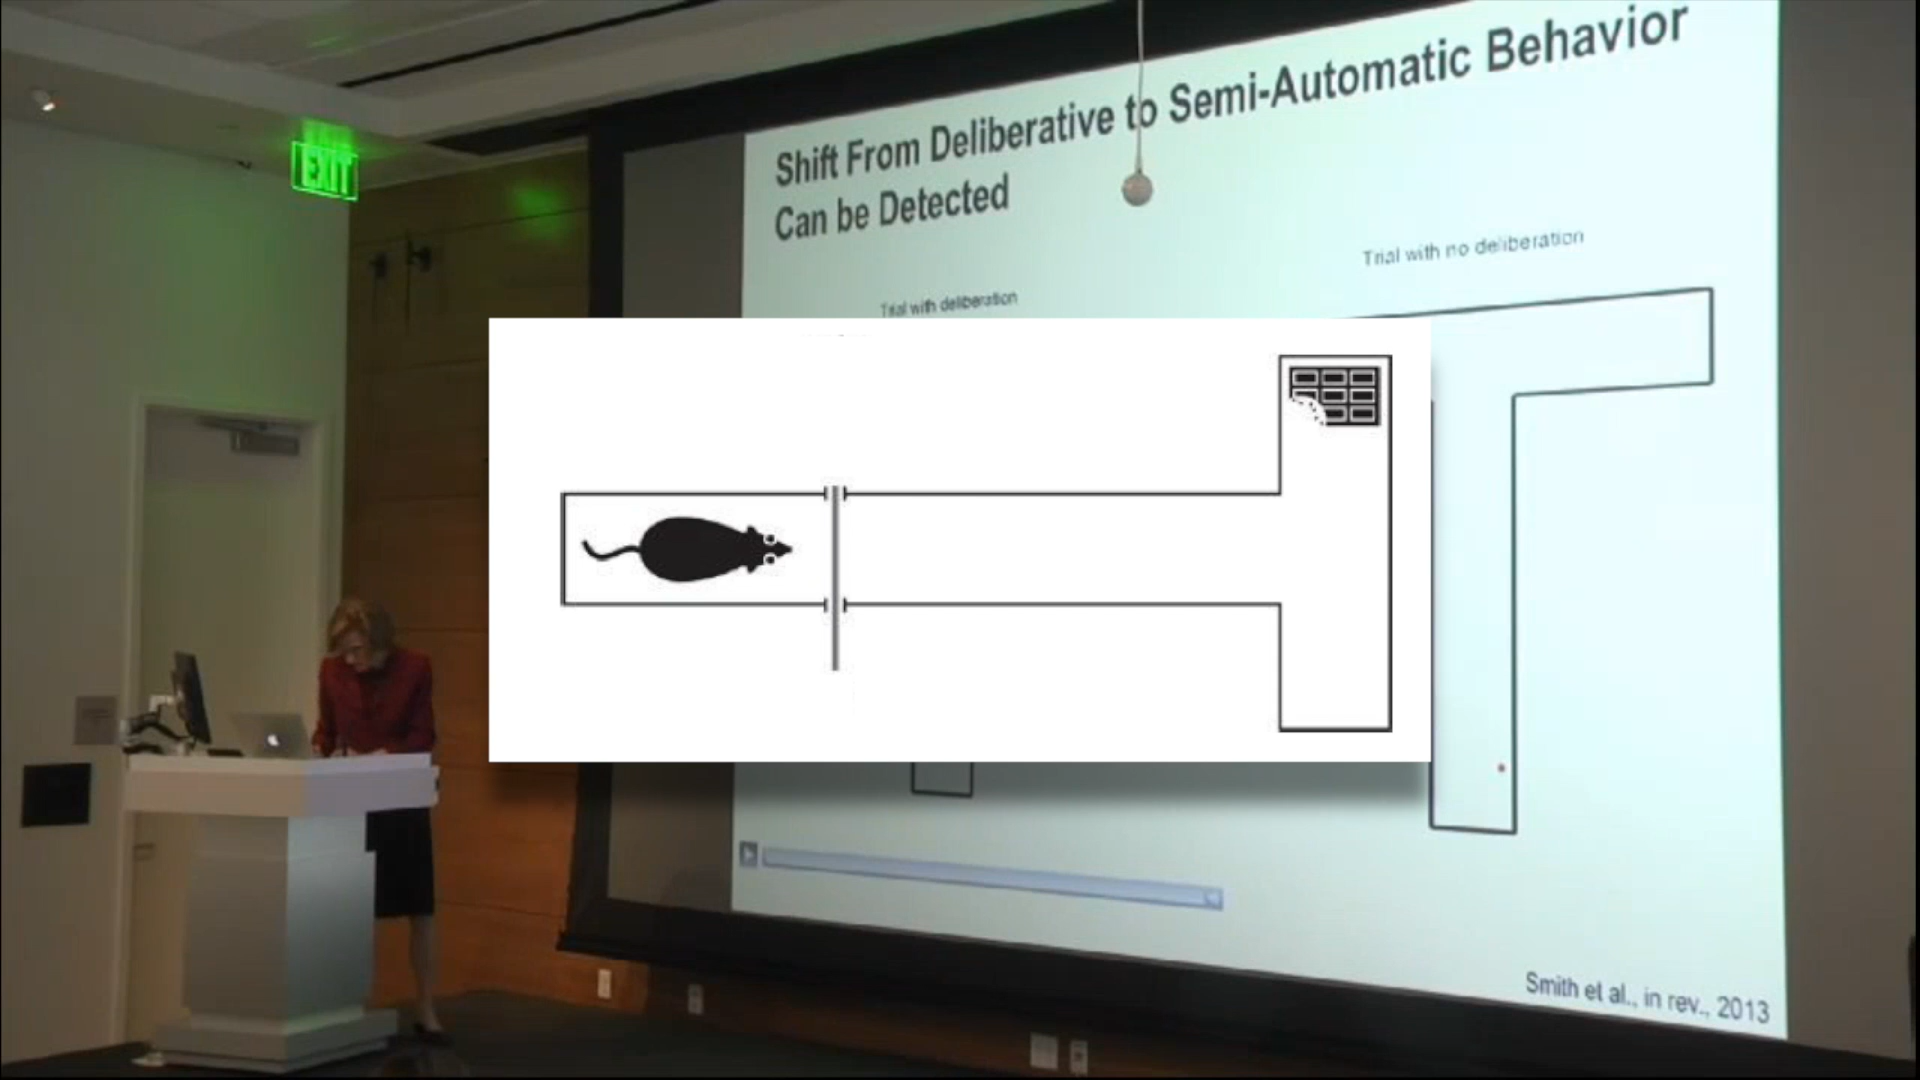 EXIT
Shift From Deliberative to Semi-Automatic Behavior
Can be Detected
Trial with deliberation
Trial with no deliberation
Smith et al., in rev., 2013